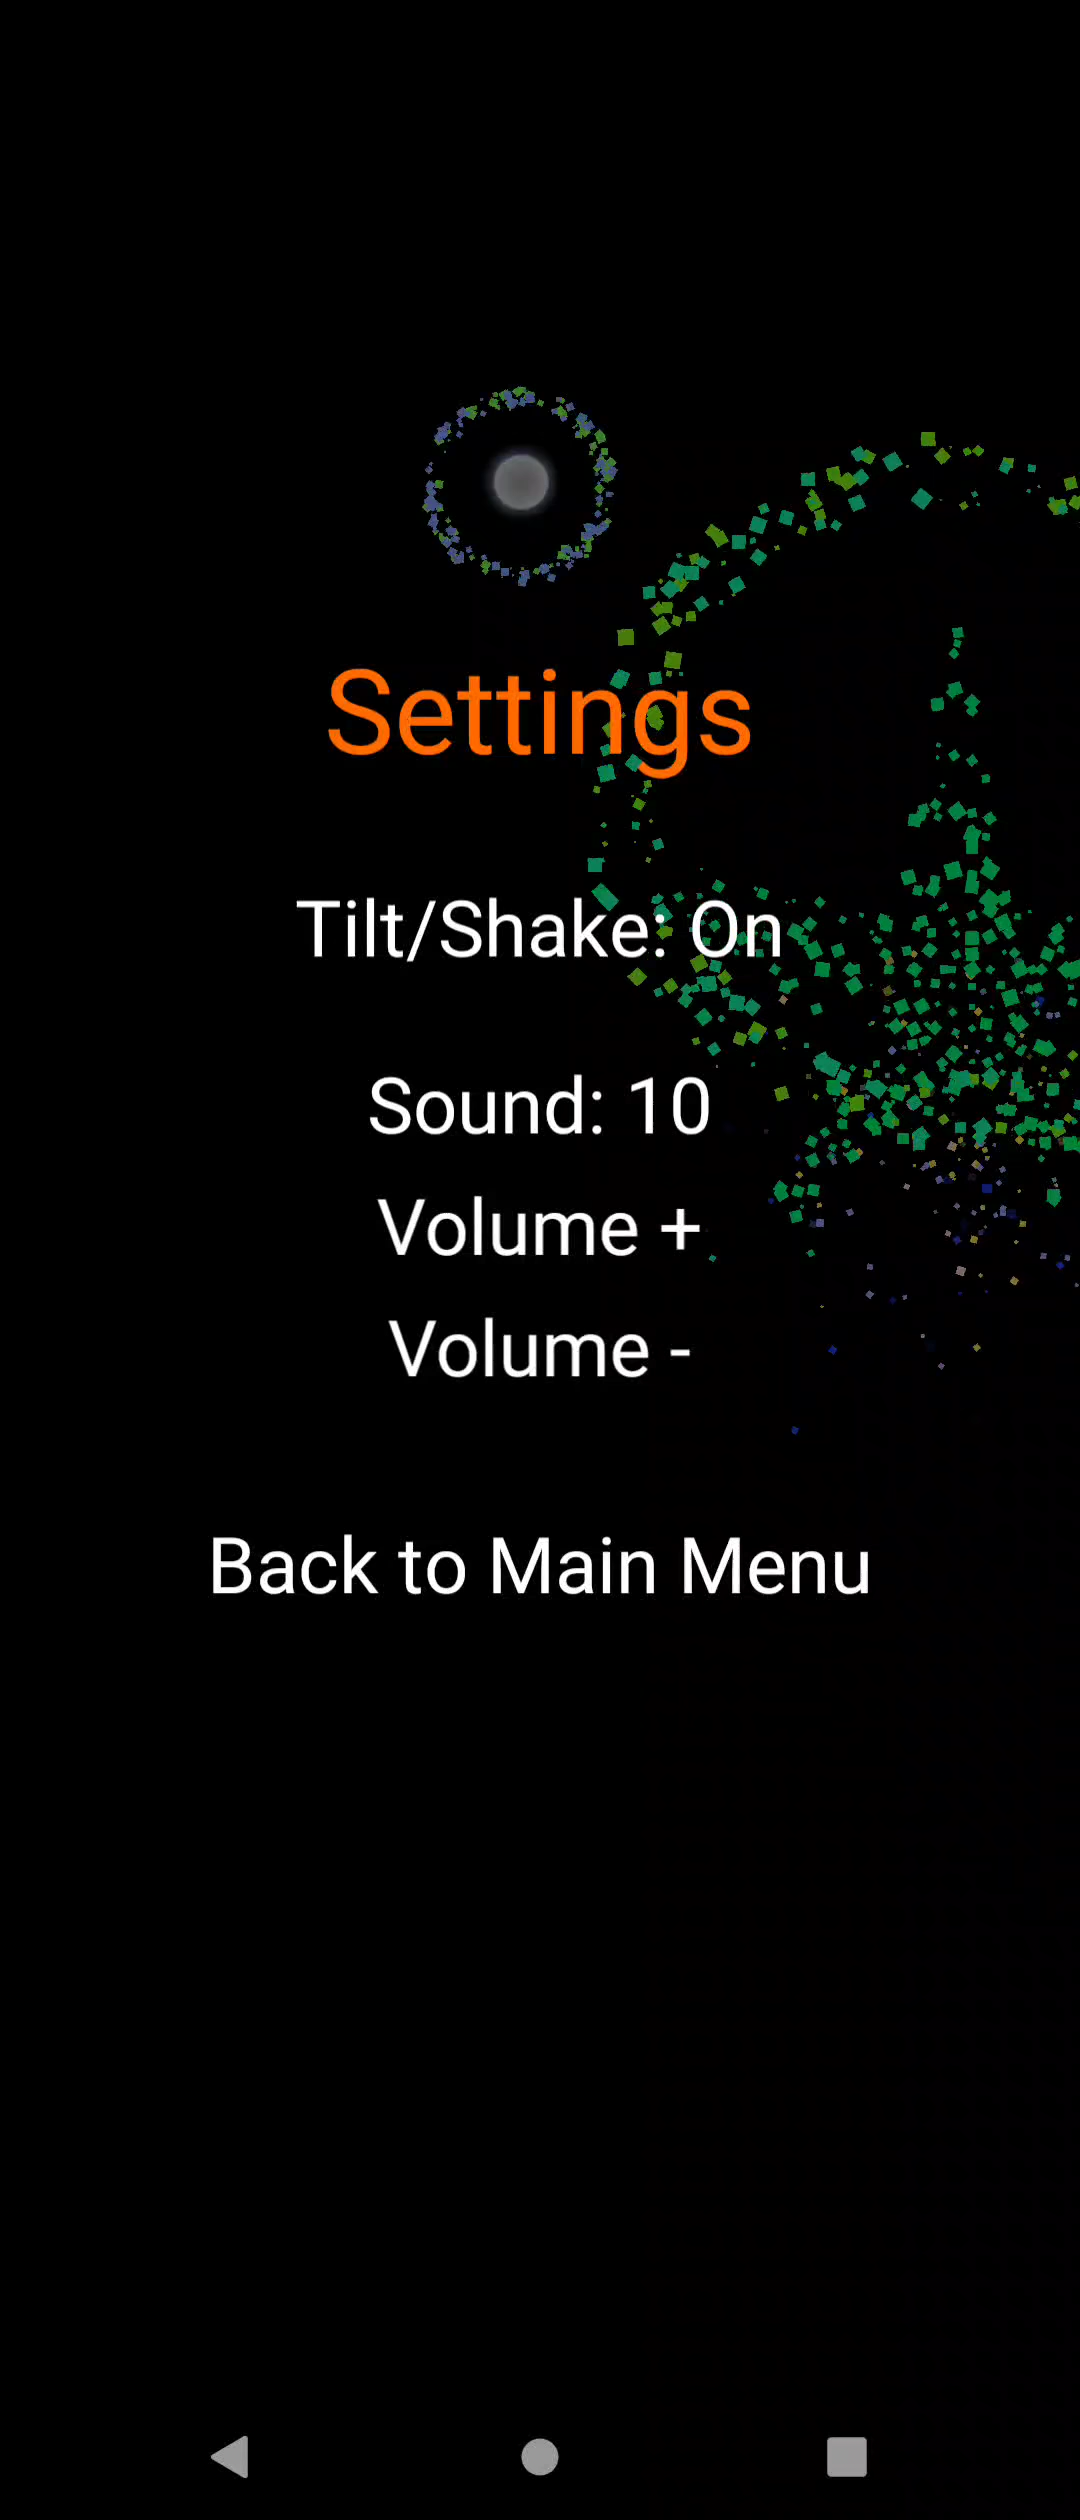 Settings
Tilt/Shake: On
Sound: 10
Volume +
Volume -
Back to Main Menu